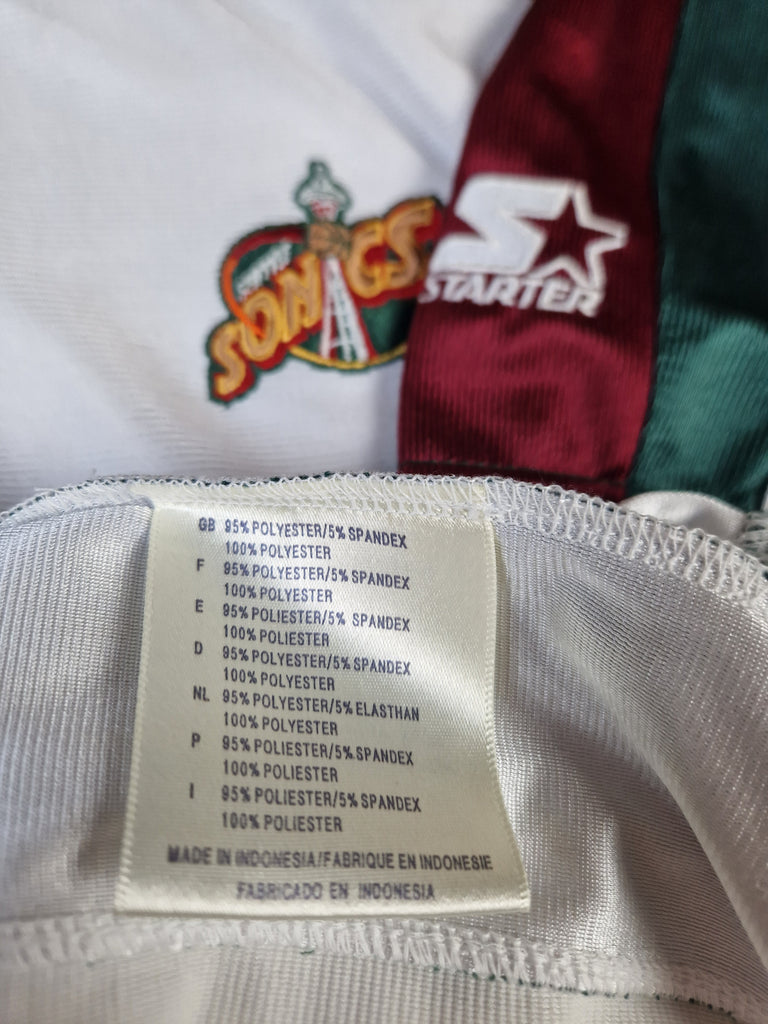 SEATTLE
SONICS
STARTER
GB 95% POLYESTER/5% SPANDEX
100% POLYESTER
F 95% POLYESTER/5% SPANDEX
100% POLYESTER
E 95% POLIESTER/5% SPANDEX
100% POLIESTER
D 95% POLYESTER/5% SPANDEX
100% POLYESTER
NL 95% POLYESTER/5% ELASTHAN
100% POLYESTER
P 95% POLIESTER/5% SPANDEX
100% POLIESTER
I 95% POLIESTER/5% SPANDEX
100% POLIESTER
MADE IN INDONESIA/FABRIQUE EN INDONESIE
FABRICADO EN INDONESIA